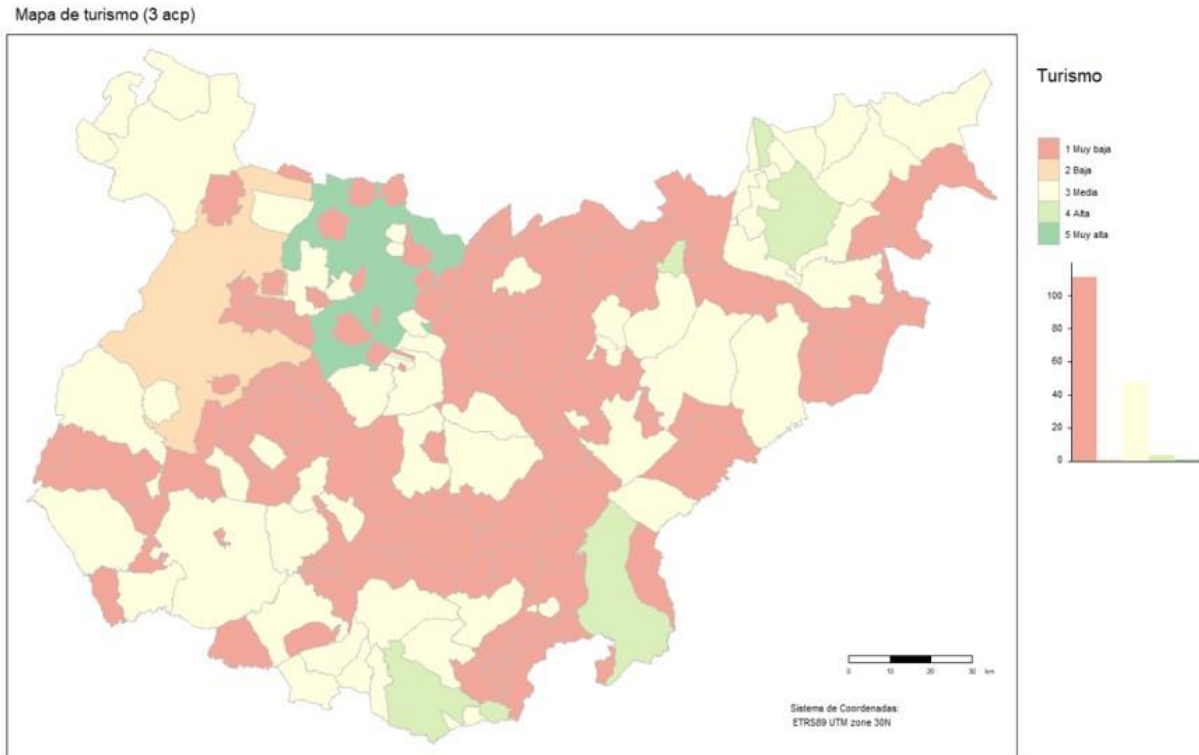 Mapa de turismo (3 acp)
Turismo
1 Muy baja
2 Baja
3 Media
4 Alta
5 Muy alta
100
80
60
40
20
0
0 10 20 30 km
Sistema de Coordenadas:
ETRS89 UTM zone 30N